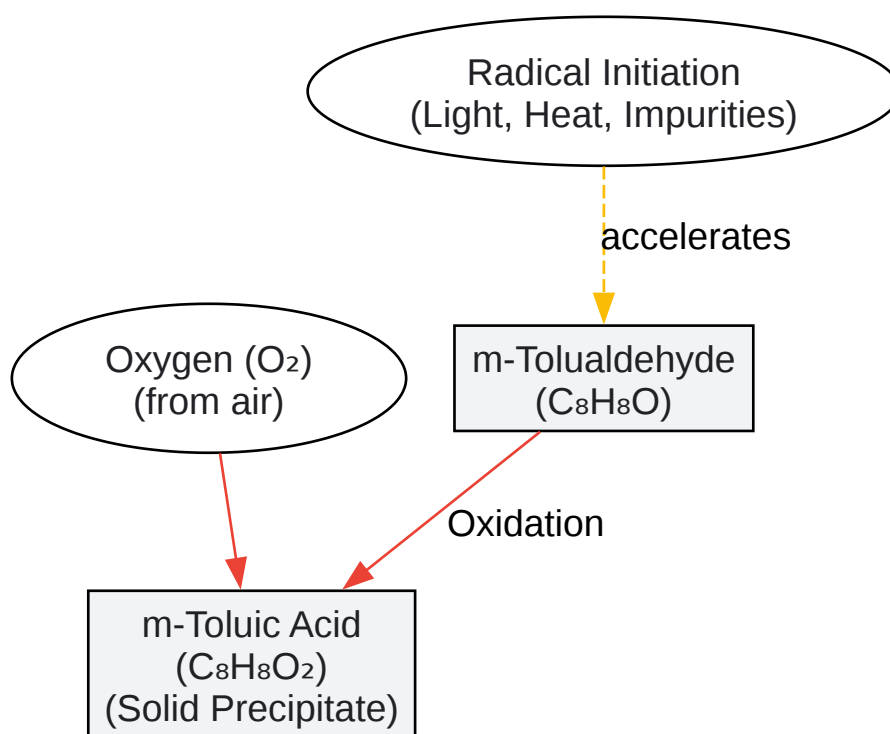 Radical Initiation
(Light, Heat, Impurities)
accelerates
Oxygen (O₂)
(from air)
m-Tolualdehyde
(C₈H₈O)
Oxidation
m-Toluic Acid
(C₈H₈O₂)
(Solid Precipitate)